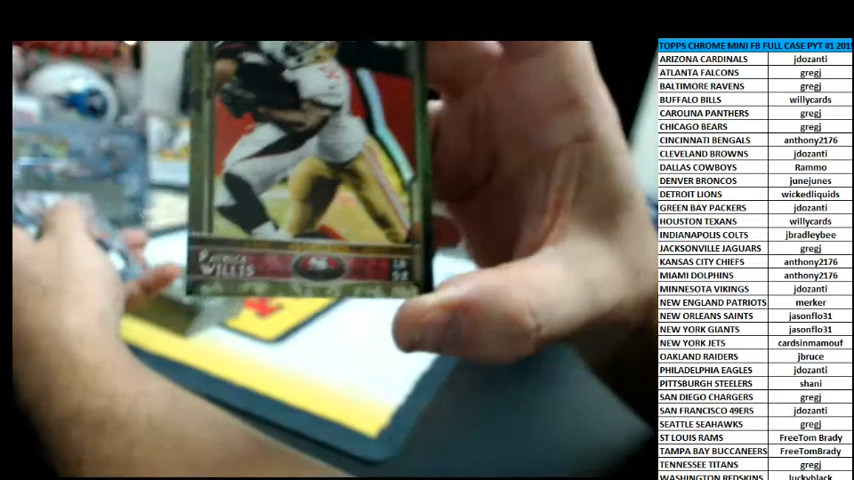 PATRICK
WILLIS
LB
52
TOPPS CHROME MINI FB FULL CASE PYT #1 201
ARIZONA CARDINALS jdozanti
ATLANTA FALCONS gregj
BALTIMORE RAVENS gregj
BUFFALO BILLS willycards
CAROLINA PANTHERS gregj
CHICAGO BEARS gregj
CINCINNATI BENGALS anthony2176
CLEVELAND BROWNS jdozanti
DALLAS COWBOYS Rammo
DENVER BRONCOS junejunes
DETROIT LIONS wickedliquids
GREEN BAY PACKERS jdozanti
HOUSTON TEXANS willycards
INDIANAPOLIS COLTS jbradleybee
JACKSONVILLE JAGUARS gregj
KANSAS CITY CHIEFS anthony2176
MIAMI DOLPHINS anthony2176
MINNESOTA VIKINGS jdozanti
NEW ENGLAND PATRIOTS merker
NEW ORLEANS SAINTS jasonflo31
NEW YORK GIANTS jasonflo31
NEW YORK JETS cardsinmamouf
OAKLAND RAIDERS jbruce
PHILADELPHIA EAGLES jdozanti
PITTSBURGH STEELERS shani
SAN DIEGO CHARGERS gregj
SAN FRANCISCO 49ERS jdozanti
SEATTLE SEAHAWKS gregj
ST LOUIS RAMS FreeTom Brady
TAMPA BAY BUCCANEERS FreeTomBrady
TENNESSEE TITANS gregj
WASHINGTON REDSKINS luckyblack